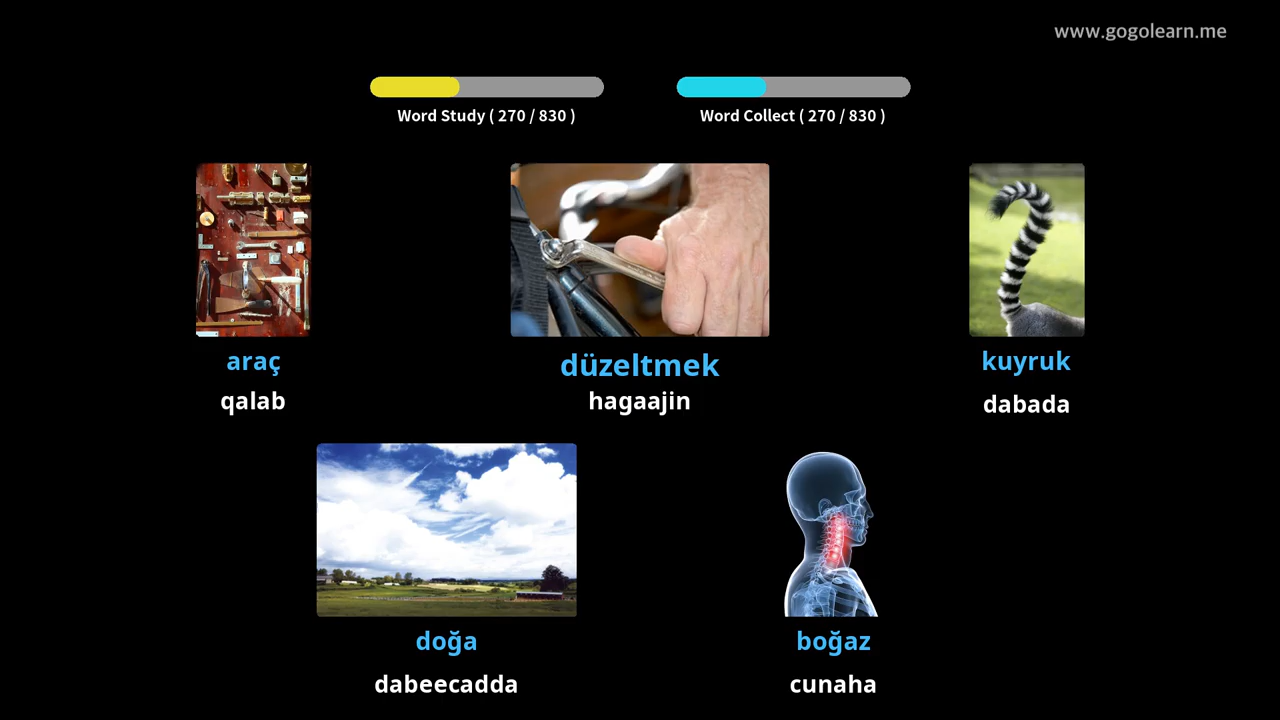 www.gogolearn.me
Word Study ( 270 / 830 )
Word Collect ( 270 / 830 )
araç
qalab
düzeltmek
hagaajin
kuyruk
dabada
doğa
dabeecadda
boğaz
cunaha